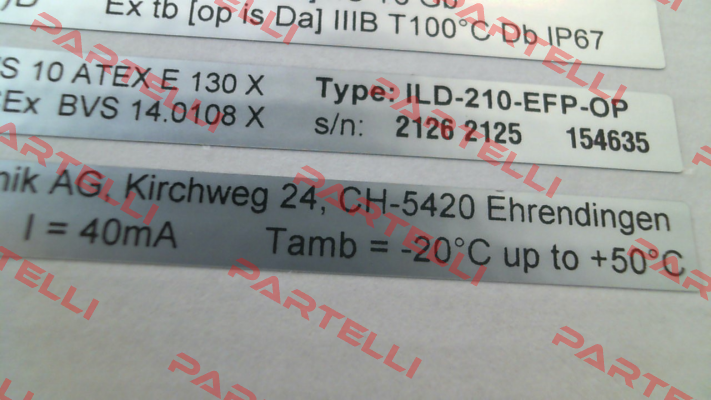 Ex tb [op is Da] IIIB T100°C Db IP67
S 10 ATEX E 130 X
Type: ILD-210-EFP-OP
Ex BVS 14.0108 X
s/n: 2126 2125 154635
nik AG, Kirchweg 24, CH-5420 Ehrendingen
I = 40mA Tamb = -20°C up to +50°C
PARTELLI
PARTELLI
PARTELLI
PARTELLI
PARTELLI